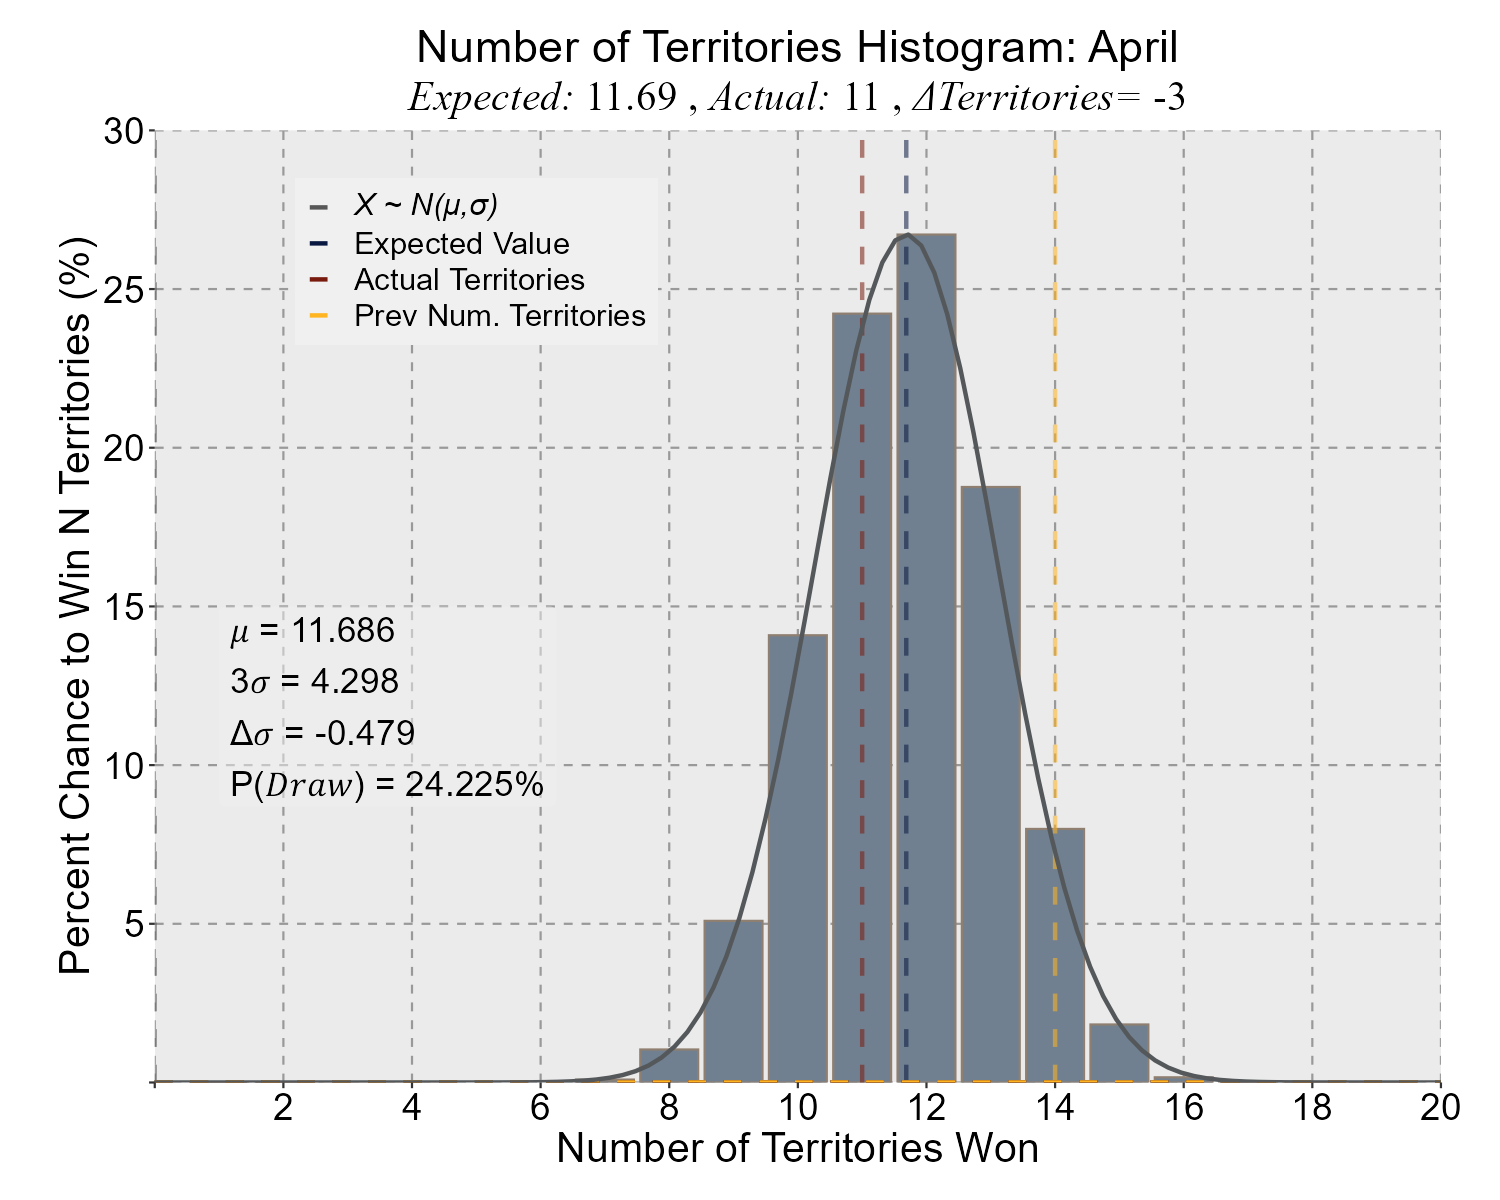 Number of Territories Histogram: April
Expected: 11.69 , Actual: 11 , ΔTerritories= -3
30
25
20
15
10
5
Percent Chance to Win N Territories (%)
X ~ N(μ,σ)
Expected Value
Actual Territories
Prev Num. Territories
μ = 11.686
3σ = 4.298
Δσ = -0.479
P(Draw) = 24.225%
2 4 6 8 10 12 14 16 18 20
Number of Territories Won